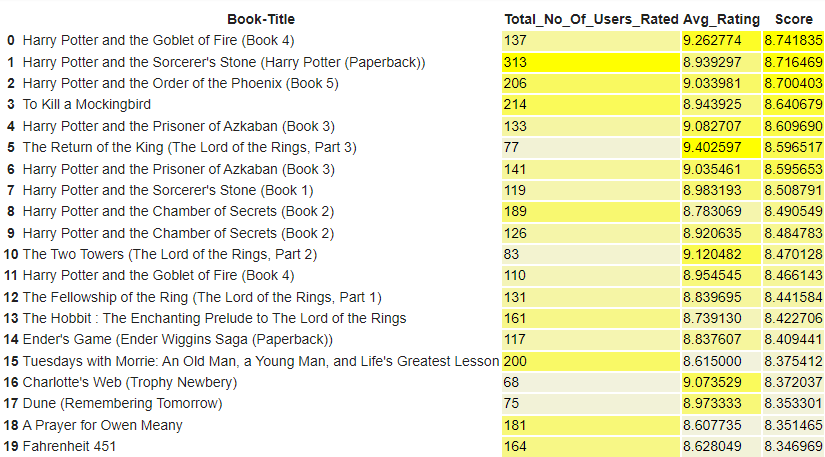 Book-Title Total_No_Of_Users_Rated Avg_Rating Score
0 Harry Potter and the Goblet of Fire (Book 4) 137 9.262774 8.741835
1 Harry Potter and the Sorcerer's Stone (Harry Potter (Paperback)) 313 8.939297 8.716469
2 Harry Potter and the Order of the Phoenix (Book 5) 206 9.033981 8.700403
3 To Kill a Mockingbird 214 8.943925 8.640679
4 Harry Potter and the Prisoner of Azkaban (Book 3) 133 9.082707 8.609690
5 The Return of the King (The Lord of the Rings, Part 3) 77 9.402597 8.596517
6 Harry Potter and the Prisoner of Azkaban (Book 3) 141 9.035461 8.595653
7 Harry Potter and the Sorcerer's Stone (Book 1) 119 8.983193 8.508791
8 Harry Potter and the Chamber of Secrets (Book 2) 189 8.783069 8.490549
9 Harry Potter and the Chamber of Secrets (Book 2) 126 8.920635 8.484783
10 The Two Towers (The Lord of the Rings, Part 2) 83 9.120482 8.470128
11 Harry Potter and the Goblet of Fire (Book 4) 110 8.954545 8.466143
12 The Fellowship of the Ring (The Lord of the Rings, Part 1) 131 8.839695 8.441584
13 The Hobbit : The Enchanting Prelude to The Lord of the Rings 161 8.739130 8.422706
14 Ender's Game (Ender Wiggins Saga (Paperback)) 117 8.837607 8.409441
15 Tuesdays with Morrie: An Old Man, a Young Man, and Life's Greatest Lesson 200 8.615000 8.375412
16 Charlotte's Web (Trophy Newbery) 68 9.073529 8.372037
17 Dune (Remembering Tomorrow) 75 8.973333 8.353301
18 A Prayer for Owen Meany 181 8.607735 8.351465
19 Fahrenheit 451 164 8.628049 8.346969